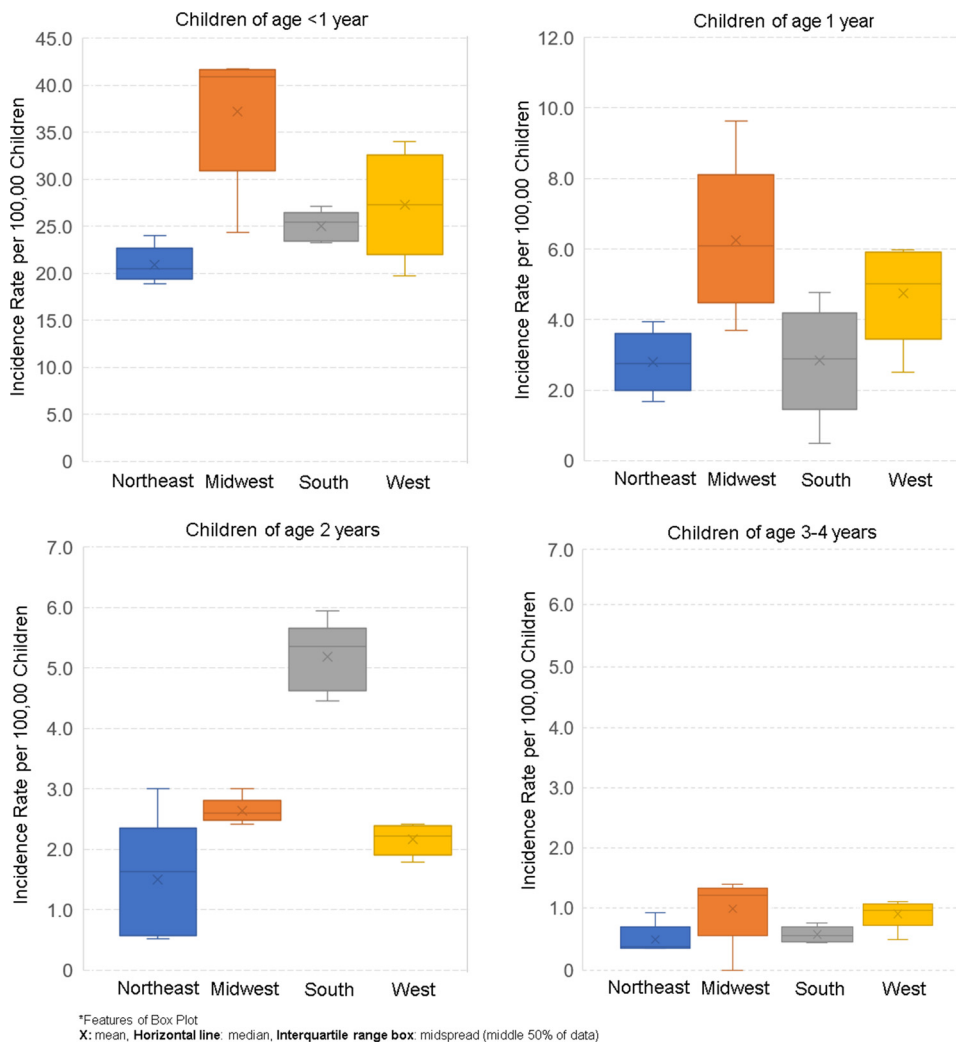 Children of age <1 year
Incidence Rate per 100,00 Children
45.0
40.0
35.0
30.0
25.0
20.0
15.0
10.0
5.0
0
Northeast Midwest South West
Children of age 1 year
Incidence Rate per 100,00 Children
12.0
10.0
8.0
6.0
4.0
2.0
0
Northeast Midwest South West
Children of age 2 years
Incidence Rate per 100,00 Children
7.0
6.0
5.0
4.0
3.0
2.0
1.0
0
Northeast Midwest South West
Children of age 3-4 years
Incidence Rate per 100,00 Children
7.0
6.0
5.0
4.0
3.0
2.0
1.0
0
Northeast Midwest South West
*Features of Box Plot
X: mean, Horizontal line: median, Interquartile range box: midspread (middle 50% of data)